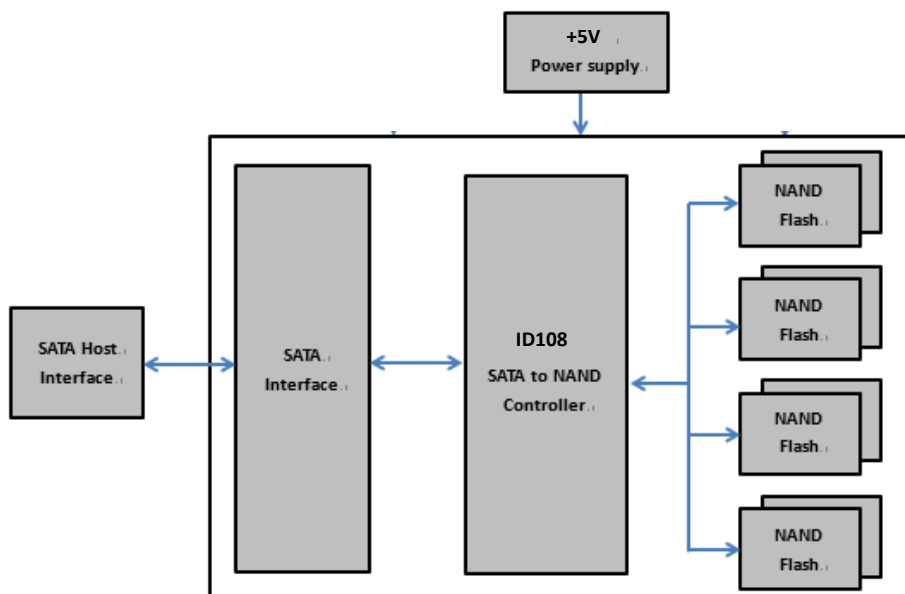 +5V
Power supply
SATA Host
Interface
SATA
Interface
ID108
SATA to NAND
Controller
NAND
Flash
NAND
Flash
NAND
Flash
NAND
Flash